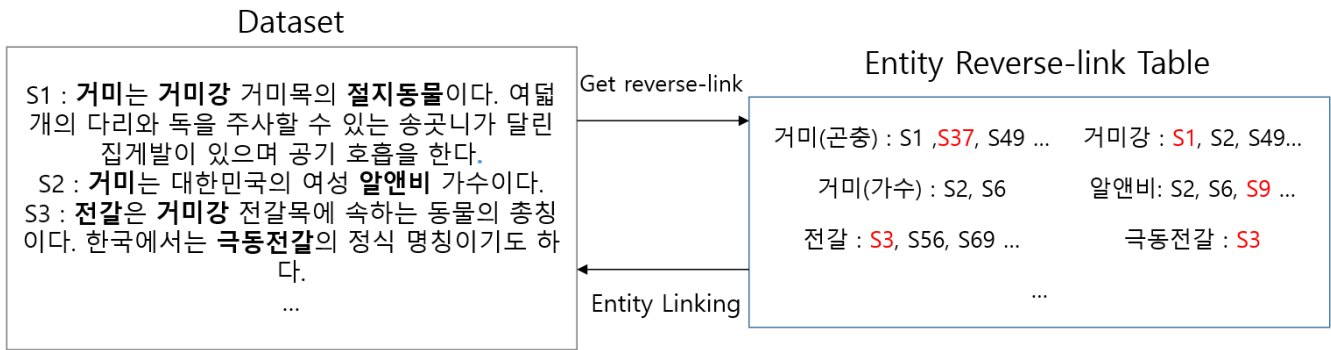 Dataset
S1 : 거미는 거미강 거미목의 절지동물이다. 여덟
개의 다리와 독을 주사할 수 있는 송곳니가 달린
집게발이 있으며 공기 호흡을 한다.
S2 : 거미는 대한민국의 여성 알앤비 가수이다.
S3 : 전갈은 거미강 전갈목에 속하는 동물의 총칭
이다. 한국에서는 극동전갈의 정식 명칭이기도 하
다.
...
Get reverse-link
Entity Linking
Entity Reverse-link Table
거미(곤충) : S1 ,S37, S49 ...
거미강 : S1, S2, S49...
거미(가수) : S2, S6
알앤비: S2, S6, S9 ...
전갈 : S3, S56, S69 ...
극동전갈 : S3
...